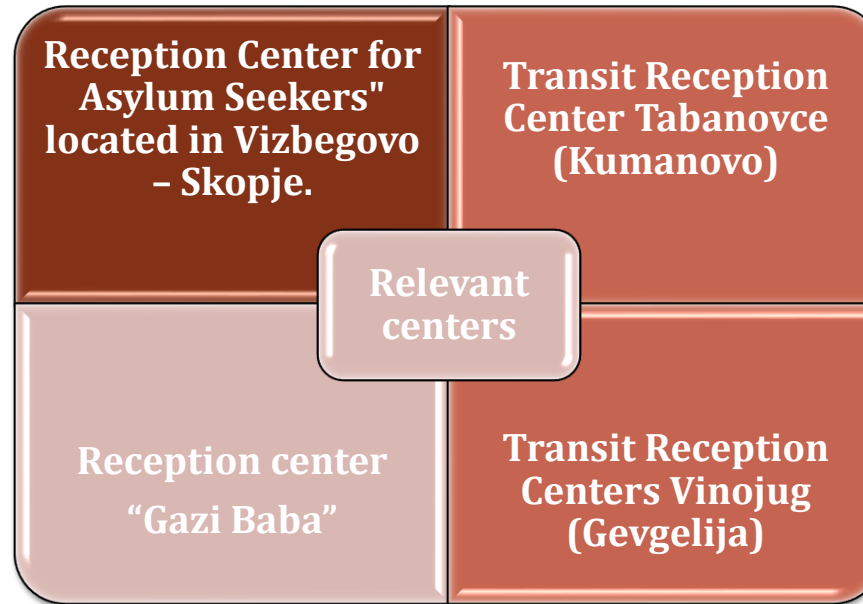 Reception Center for
Asylum Seekers"
located in Vizbegovo
– Skopje.
Transit Reception
Center Tabanovce
(Kumanovo)
Relevant
centers
Reception center
“Gazi Baba”
Transit Reception
Centers Vinojug
(Gevgelija)